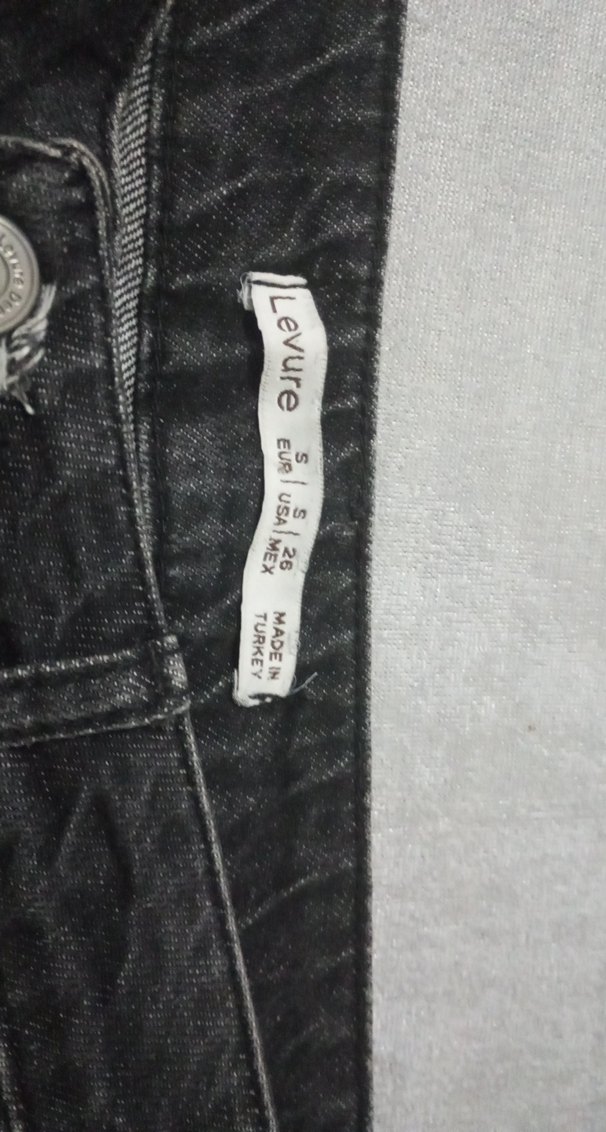 Levure
S | S | 26
EUR | USA | MEX
MADE IN
TURKEY